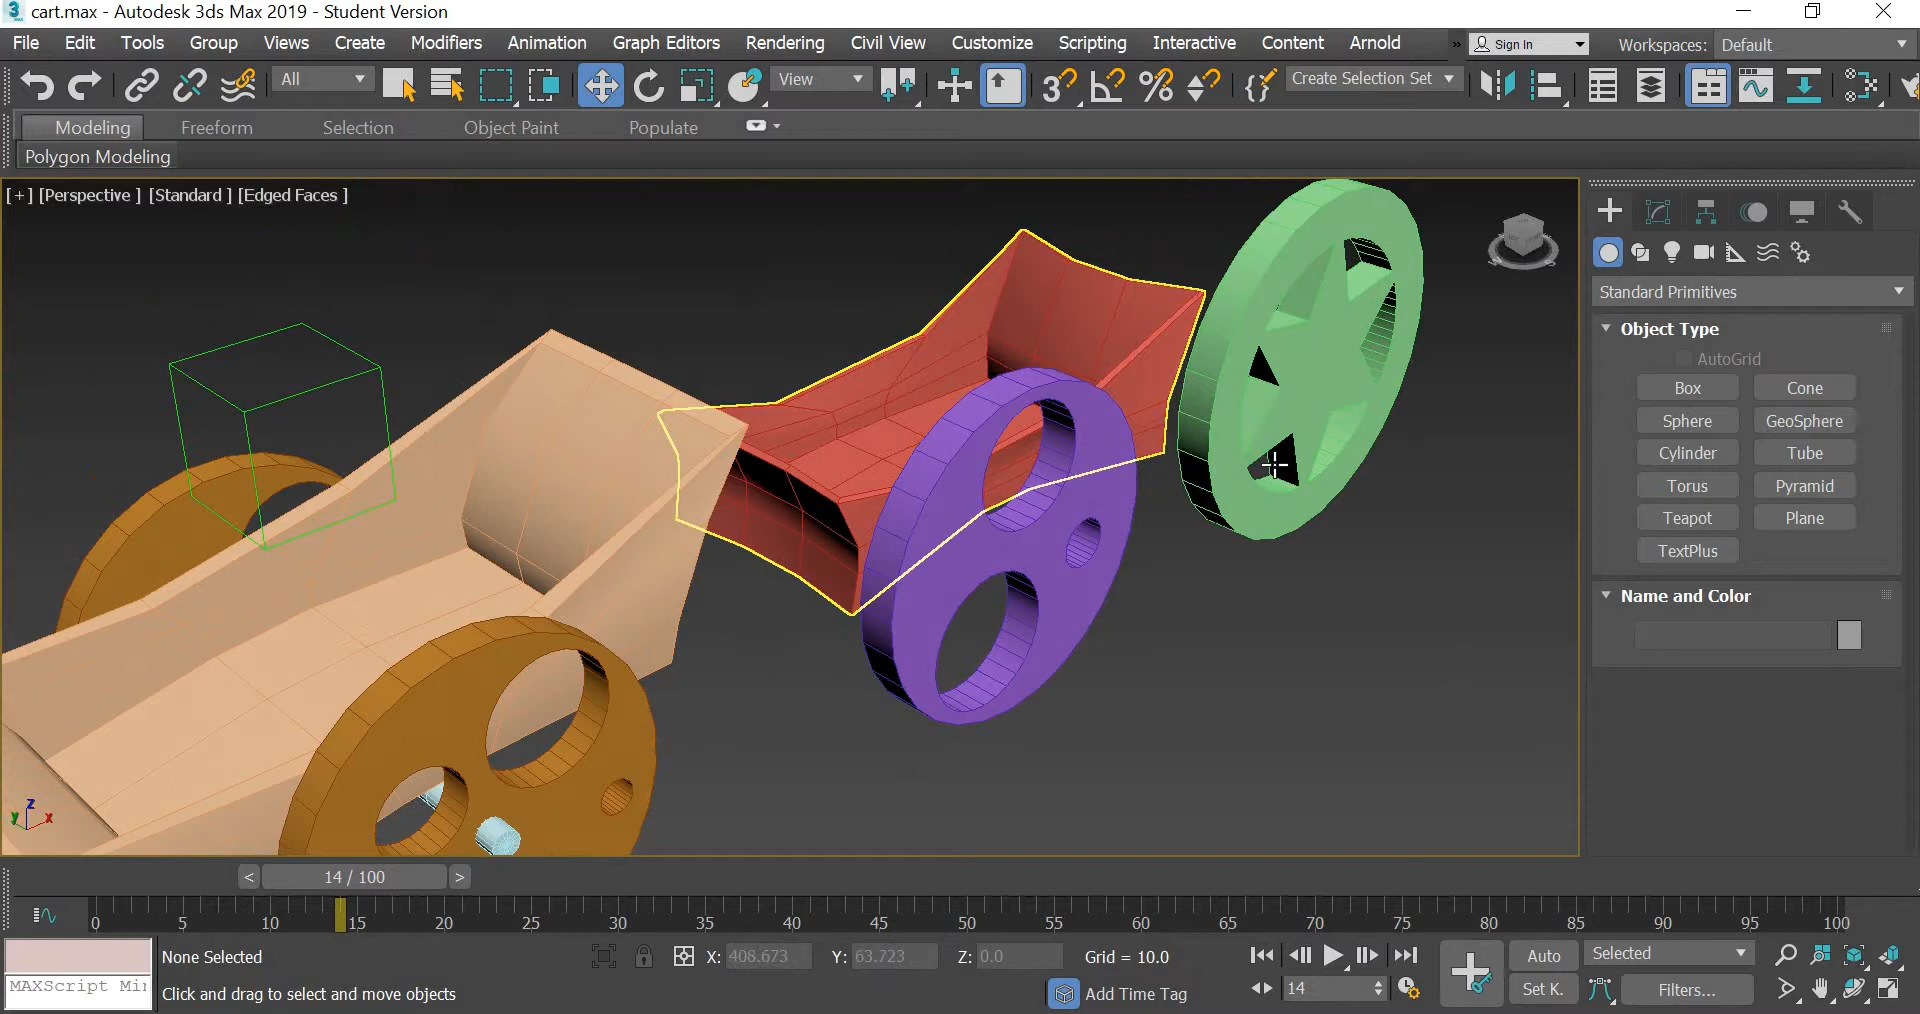 cart.max - Autodesk 3ds Max 2019 - Student Version
File Edit Tools Group Views Create Modifiers Animation Graph Editors Rendering Civil View Customize Scripting Interactive Content Arnold » Sign In Workspaces: Default
All View Create Selection Set
Modeling Freeform Selection Object Paint Populate
Polygon Modeling
[+] [Perspective ] [Standard ] [Edged Faces ]
Standard Primitives
Object Type
AutoGrid
Box Cone
Sphere GeoSphere
Cylinder Tube
Torus Pyramid
Teapot Plane
TextPlus
Name and Color
z
y x
< 14 / 100 >
0 5 10 15 20 25 30 35 40 45 50 55 60 65 70 75 80 85 90 95 100
None Selected X: 408.673 Y: 63.723 Z: 0.0 Grid = 10.0 Auto Selected
MAXScript Mi
Click and drag to select and move objects Add Time Tag 14 Set K. Filters...